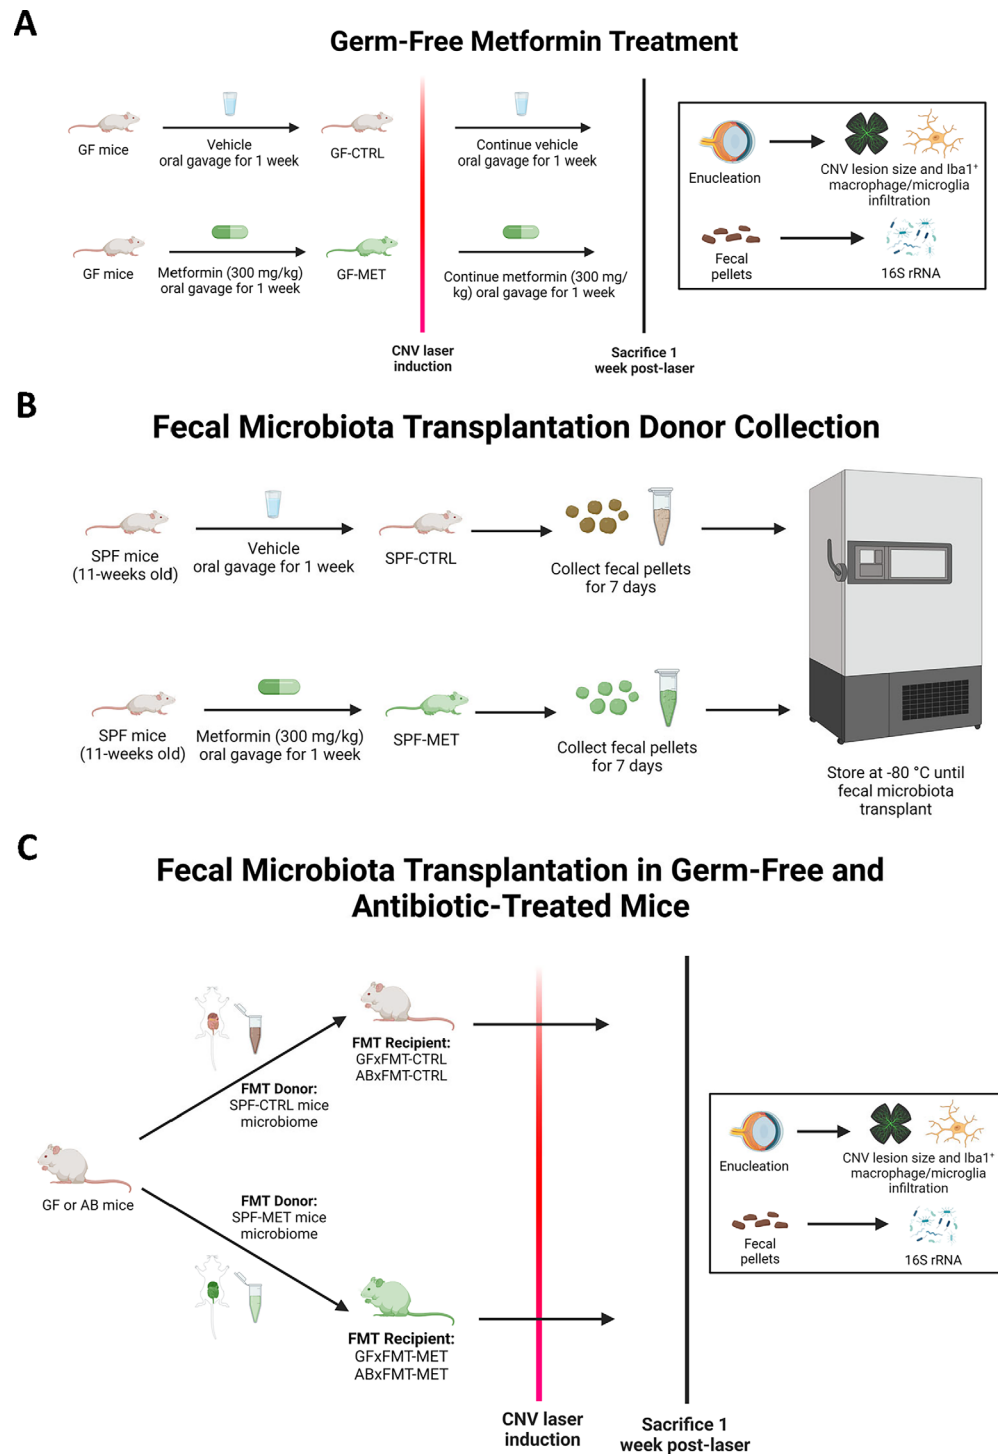 A
Germ-Free Metformin Treatment
GF mice
Vehicle
oral gavage for 1 week
GF-CTRL
Continue vehicle
oral gavage for 1 week
GF mice
Metformin (300 mg/kg)
oral gavage for 1 week
GF-MET
Continue metformin (300 mg/
kg) oral gavage for 1 week
CNV laser
induction
Sacrifice 1
week post-laser
Enucleation
CNV lesion size and Iba1⁺
macrophage/microglia
infiltration
Fecal
pellets
16S rRNA
B
Fecal Microbiota Transplantation Donor Collection
SPF mice
(11-weeks old)
Vehicle
oral gavage for 1 week
SPF-CTRL
Collect fecal pellets
for 7 days
SPF mice
(11-weeks old)
Metformin (300 mg/kg)
oral gavage for 1 week
SPF-MET
Collect fecal pellets
for 7 days
Store at -80 °C until
fecal microbiota
transplant
C
Fecal Microbiota Transplantation in Germ-Free and
Antibiotic-Treated Mice
GF or AB mice
FMT Donor:
SPF-CTRL mice
microbiome
FMT Recipient:
GFxFMT-CTRL
ABxFMT-CTRL
FMT Donor:
SPF-MET mice
microbiome
FMT Recipient:
GFxFMT-MET
ABxFMT-MET
CNV laser
induction
Sacrifice 1
week post-laser
Enucleation
CNV lesion size and Iba1⁺
macrophage/microglia
infiltration
Fecal
pellets
16S rRNA